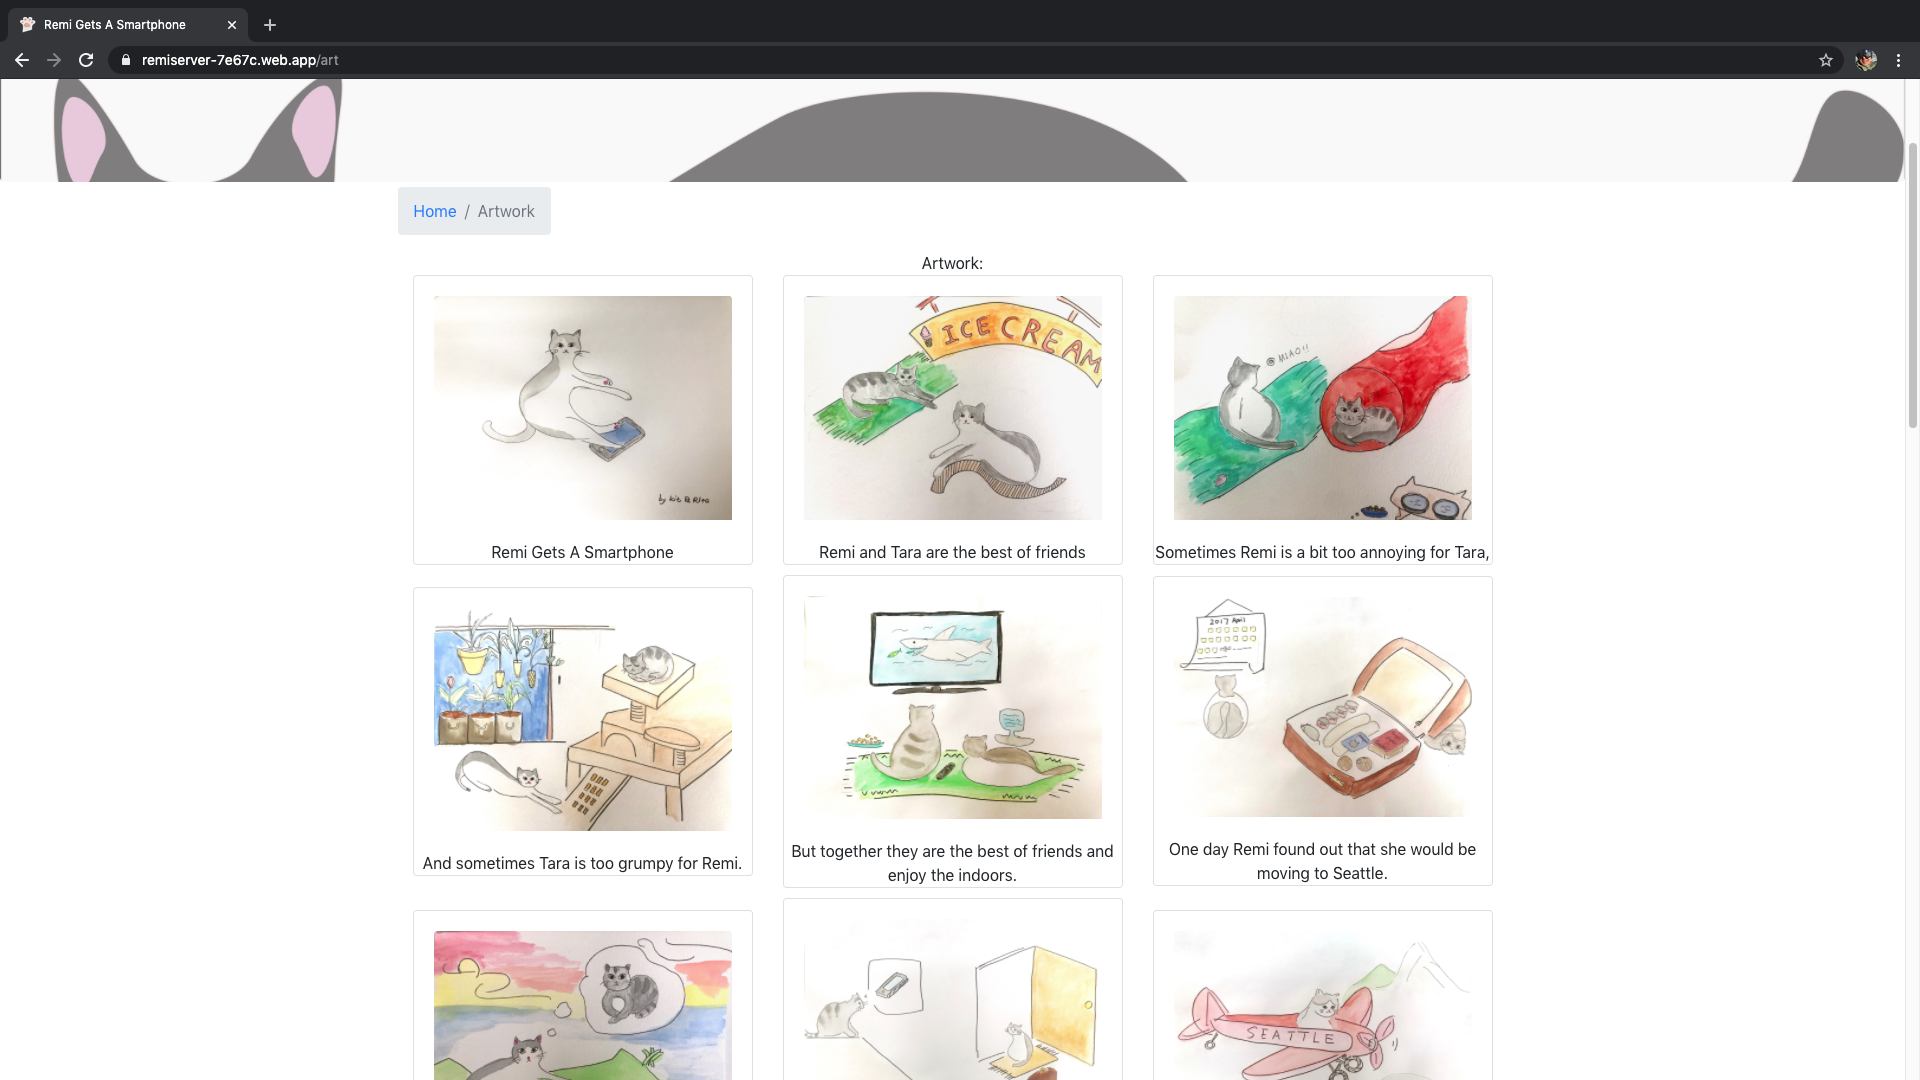 Remi Gets A Smartphone
remiserver-7e67c.web.app/art
Home / Artwork
Artwork:
by Kit & Rita
Remi Gets A Smartphone
ICE CREAM
Remi and Tara are the best of friends
@ MIAO!!
Sometimes Remi is a bit too annoying for Tara,
And sometimes Tara is too grumpy for Remi.
But together they are the best of friends and
enjoy the indoors.
2017 April
One day Remi found out that she would be
moving to Seattle.
SEATTLE